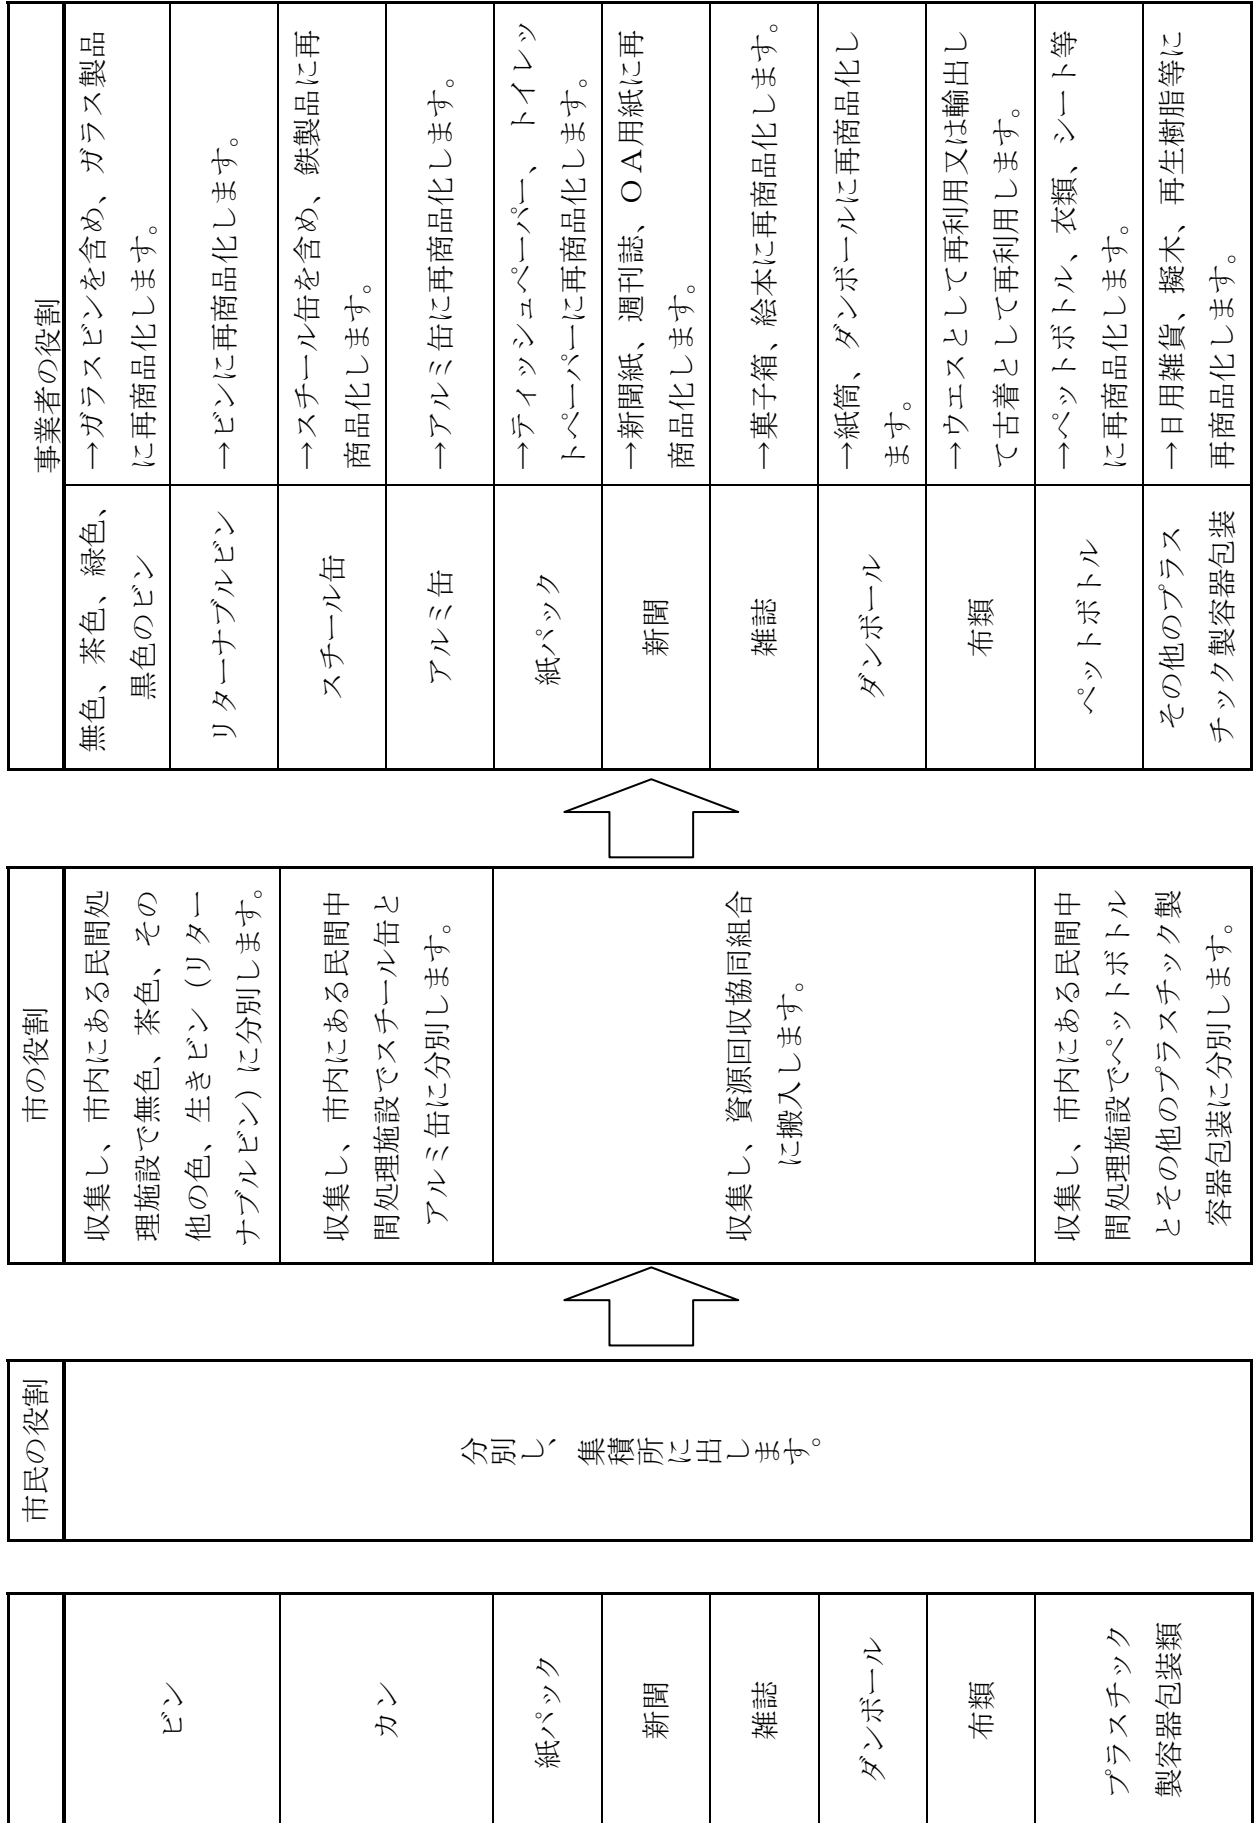 ビン
カン
紙パック
新聞
雑誌
ダンボール
布類
プラスチック
製容器包装類
市民の役割
分別し、集積所に出します。
市の役割
収集し、市内にある民間処
理施設で無色、茶色、その
他の色、生きビン（リター
ナブルビン）に分別します。
収集し、市内にある民間中
間処理施設でスチール缶と
アルミ缶に分別します。
収集し、資源回収協同組合
に搬入します。
収集し、市内にある民間中
間処理施設でペットボトル
とその他のプラスチック製
容器包装に分別します。
事業者の役割
無色、茶色、緑色、
黒色のビン
→ガラスビンを含め、ガラス製品
に再商品化します。
リターナブルビン
→ビンに再商品化します。
スチール缶
→スチール缶を含め、鉄製品に再
商品化します。
アルミ缶
→アルミ缶に再商品化します。
紙パック
→ティッシュペーパー、トイレッ
トペーパーに再商品化します。
新聞
→新聞紙、週刊誌、ＯＡ用紙に再
商品化します。
雑誌
→菓子箱、絵本に再商品化します。
ダンボール
→紙筒、ダンボールに再商品化し
ます。
布類
→ウエスとして再利用又は輸出し
て古着として再利用します。
ペットボトル
→ペットボトル、衣類、シート等
に再商品化します。
その他のプラス
チック製容器包装
→日用雑貨、擬木、再生樹脂等に
再商品化します。